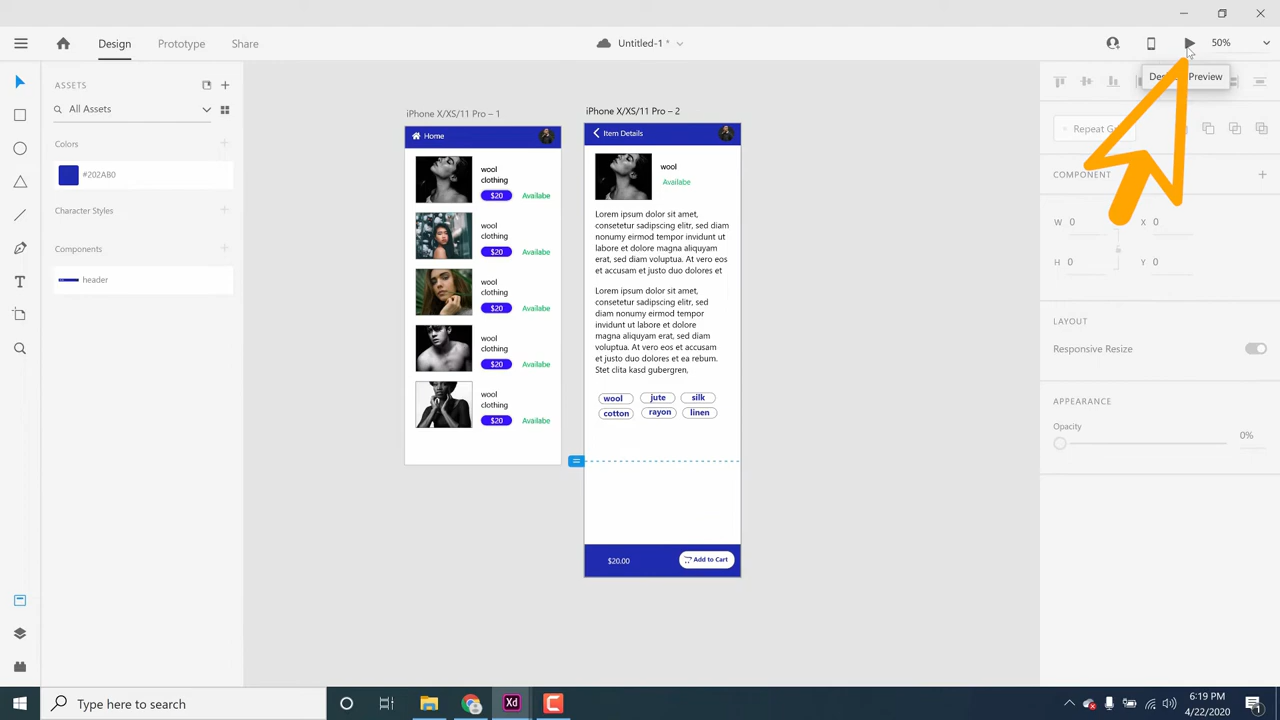 Design
Prototype
Share
Untitled-1 *
50%
Preview
ASSETS
All Assets
Colors
#202AB0
Character Styles
Components
header
iPhone X/XS/11 Pro – 1
Home
wool
clothing
$20
Availabe
wool
clothing
$20
Availabe
wool
clothing
$20
Availabe
wool
clothing
$20
Availabe
wool
clothing
$20
Availabe
iPhone X/XS/11 Pro – 2
Item Details
wool
Availabe
Lorem ipsum dolor sit amet,
consetetur sadipscing elitr, sed
diam nonumy eirmod tempor
nonumy eirmod tempor invidunt ut
labore et dolore magna aliquyam
erat, sed diam voluptua. At vero eos
et accusam et justo duo dolores et
Lorem ipsum dolor sit amet,
consetetur sadipscing elitr, sed
diam nonumy eirmod tempor
invidunt ut labore et dolore
magna aliquyam erat, sed diam
voluptua. At vero eos et accusam
et justo duo dolores et ea rebum.
Stet clita kasd gubergren,
wool jute silk
cotton rayon linen
$20.00
Add to Cart
Repeat
COMPONENT
W 0 X 0
H 0 Y 0
LAYOUT
Responsive Resize
APPEARANCE
Opacity
0%
Type here to search
Xd
6:19 PM
4/22/2020
1